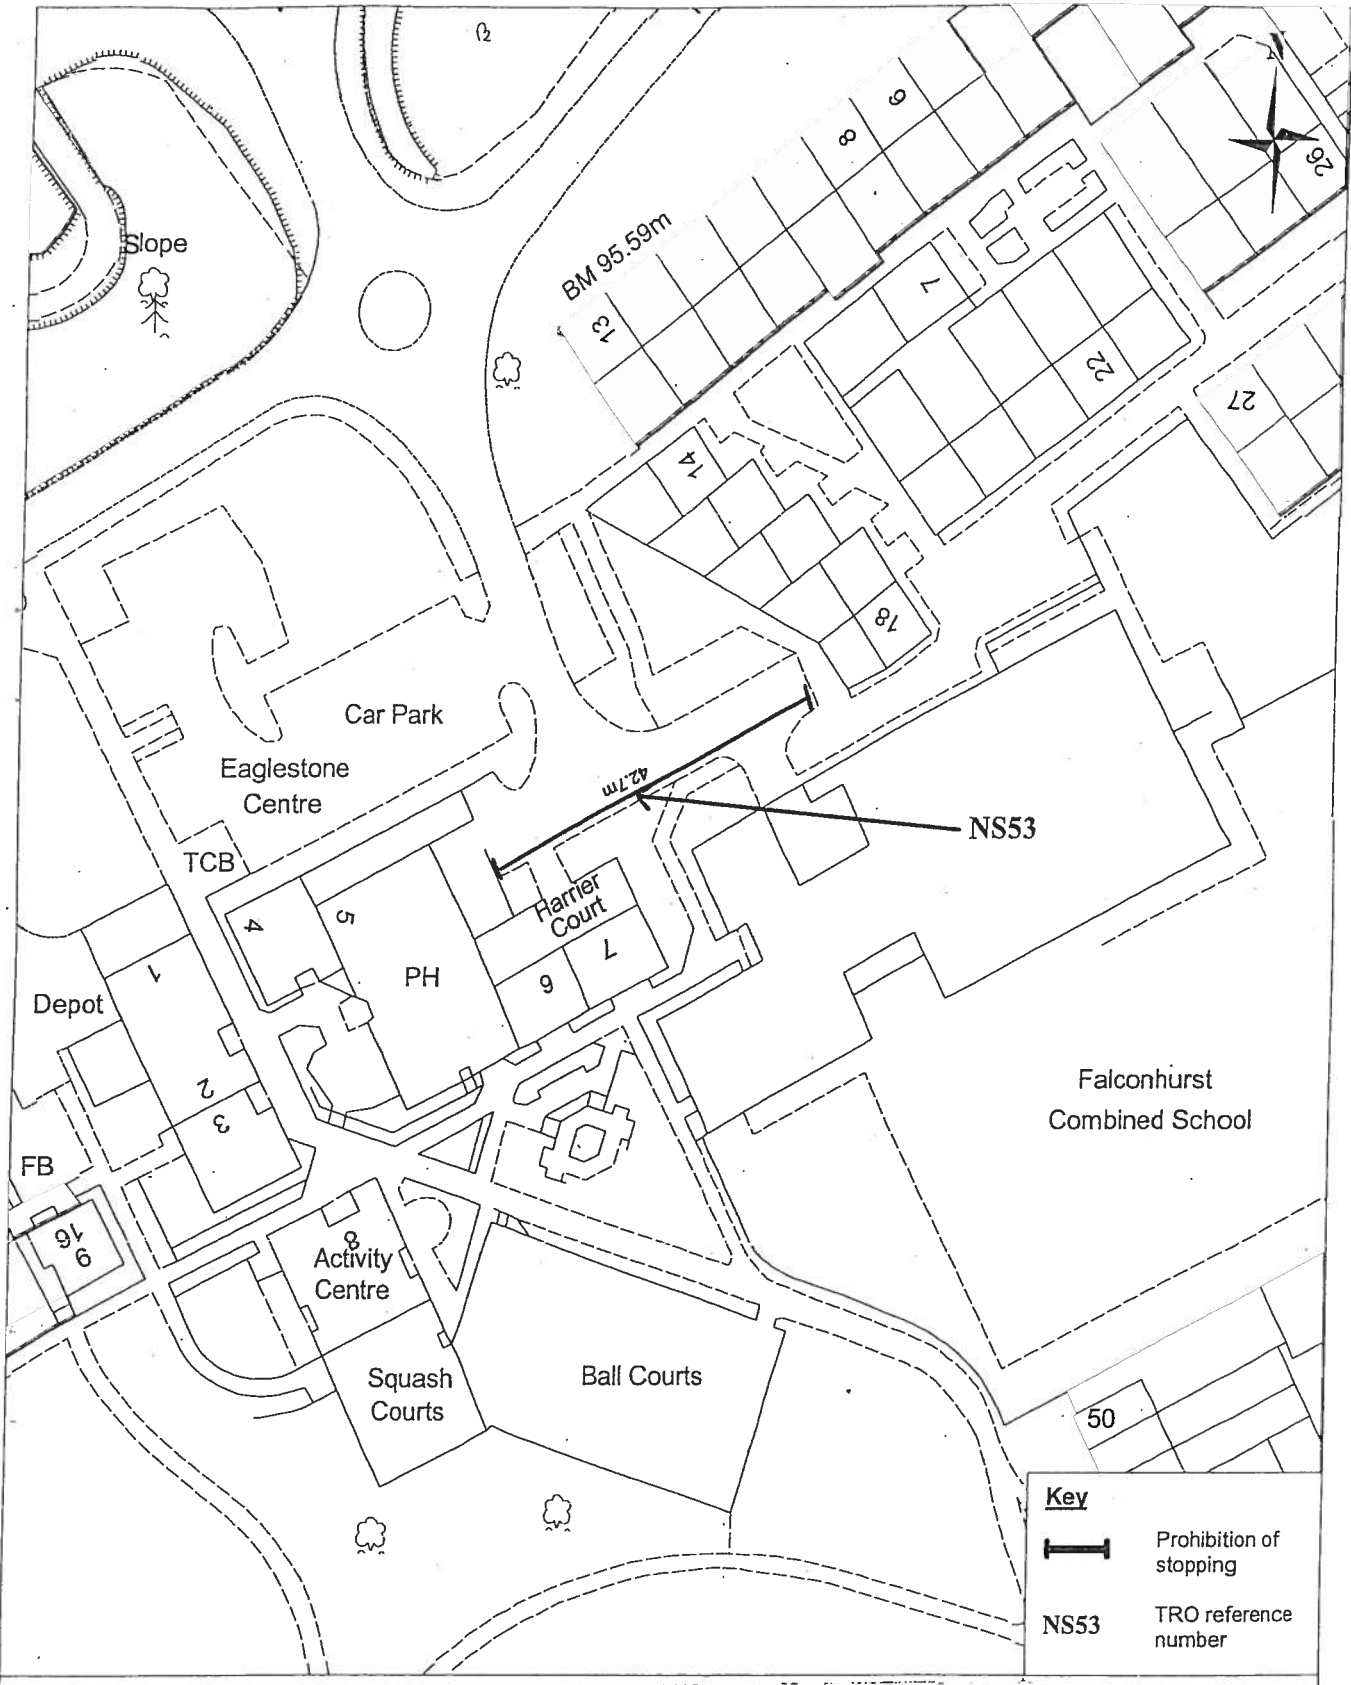 N
9
8
26
Slope
BM 95.59m
13
7
22
27
14
18
Car Park
Eaglestone
Centre
42.7m
NS53
TCB
Harrier
Court
4
5
7
PH
6
1
Depot
2
3
Falconhurst
Combined School
FB
16
9
8
Activity
Centre
Squash
Courts
Ball Courts
50
Key
Prohibition of
stopping
NS53
TRO reference
number